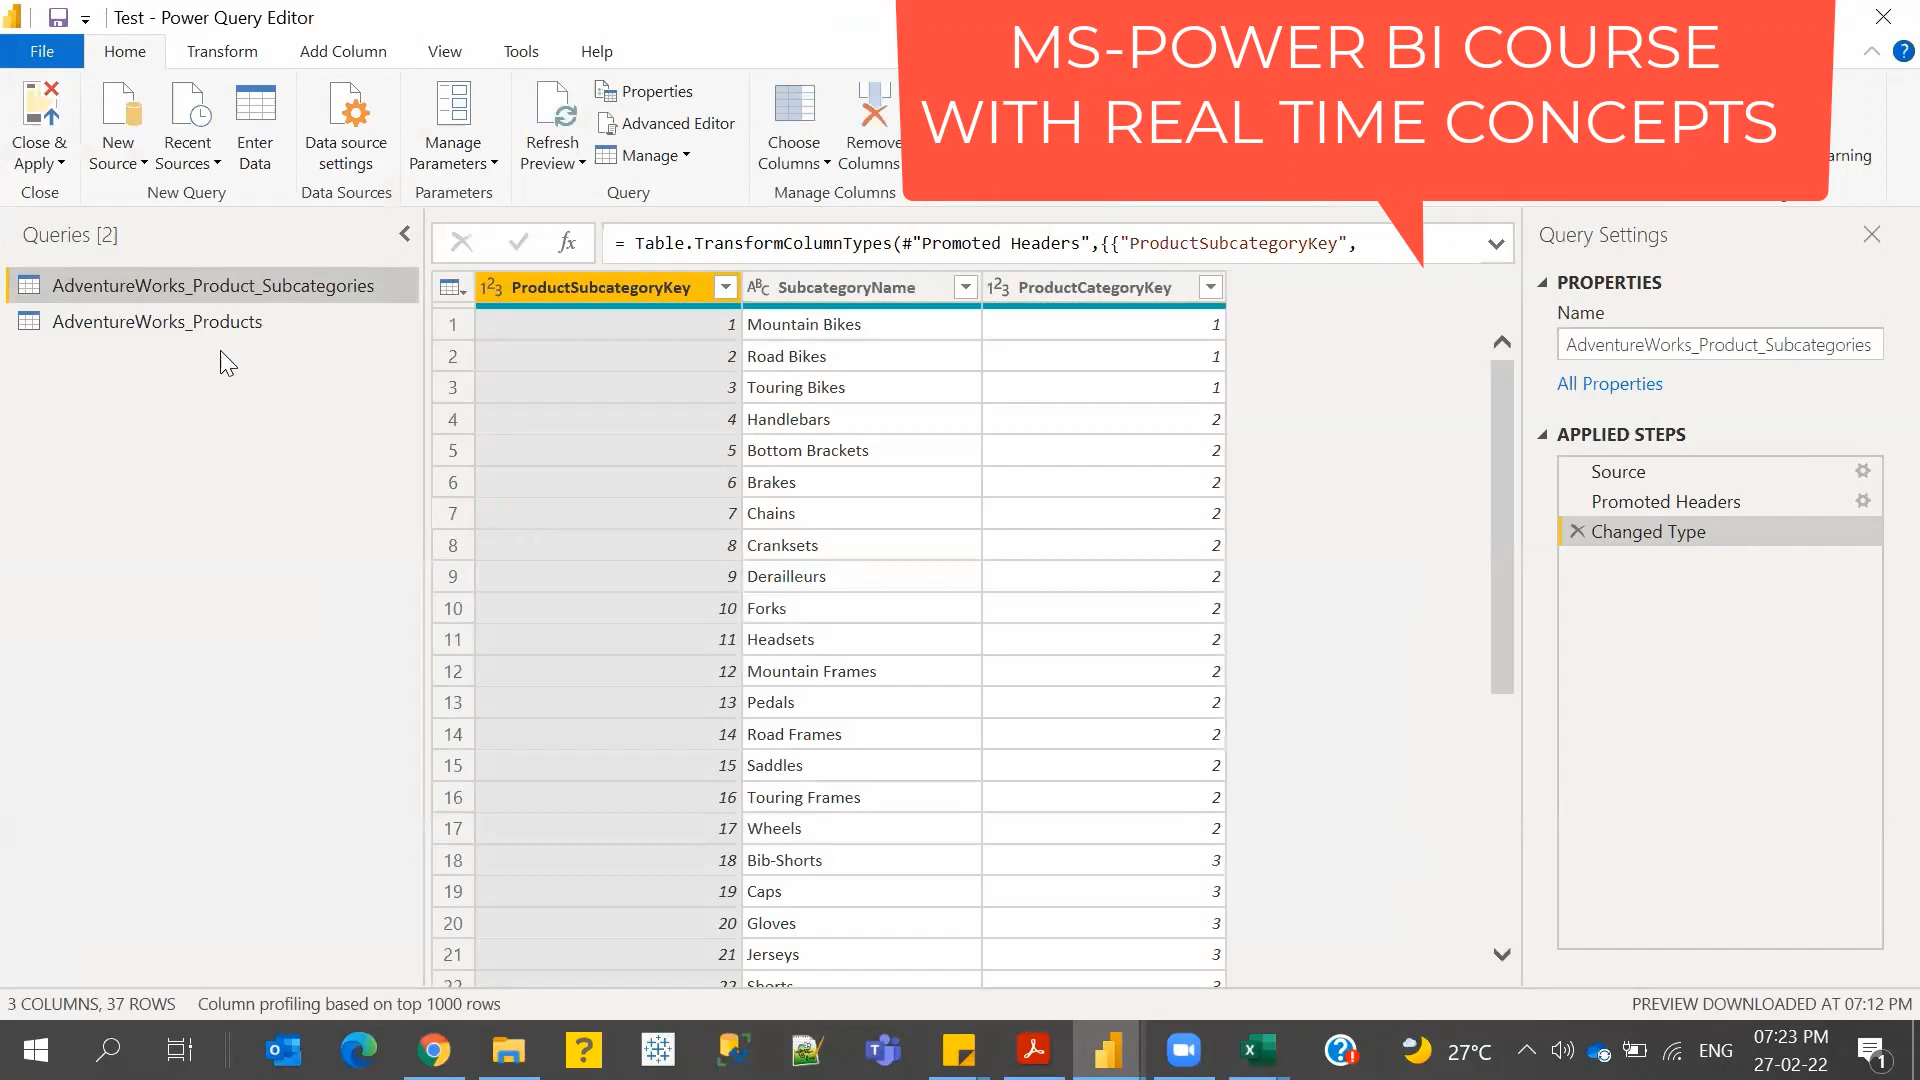 Test - Power Query Editor
MS-POWER BI COURSE
WITH REAL TIME CONCEPTS
File Home Transform Add Column View Tools Help
Close & Apply
New Source
Recent Sources
Enter Data
Data source settings
Manage Parameters
Refresh Preview
Properties
Advanced Editor
Manage
Choose Columns
Remove Columns
Close New Query Data Sources Parameters Query Manage Columns
Queries [2]
AdventureWorks_Product_Subcategories
AdventureWorks_Products
fx = Table.TransformColumnTypes(#"Promoted Headers",{{"ProductSubcategoryKey",
123 ProductSubcategoryKey ABC SubcategoryName 123 ProductCategoryKey
1 1 Mountain Bikes 1
2 2 Road Bikes 1
3 3 Touring Bikes 1
4 4 Handlebars 2
5 5 Bottom Brackets 2
6 6 Brakes 2
7 7 Chains 2
8 8 Cranksets 2
9 9 Derailleurs 2
10 10 Forks 2
11 11 Headsets 2
12 12 Mountain Frames 2
13 13 Pedals 2
14 14 Road Frames 2
15 15 Saddles 2
16 16 Touring Frames 2
17 17 Wheels 2
18 18 Bib-Shorts 3
19 19 Caps 3
20 20 Gloves 3
21 21 Jerseys 3
22 22 Shorts 3
Query Settings
PROPERTIES
Name
AdventureWorks_Product_Subcategories
All Properties
APPLIED STEPS
Source
Promoted Headers
Changed Type
3 COLUMNS, 37 ROWS Column profiling based on top 1000 rows
PREVIEW DOWNLOADED AT 07:12 PM
27°C ENG
07:23 PM
27-02-22
1